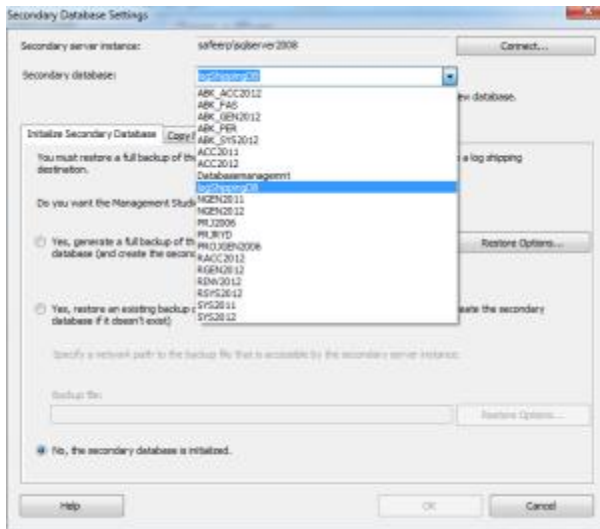 Secondary Database Settings
Secondary server instance: safeerp\sqlserver2008 Connect...
Secondary database: logShippingDB
ABK_ACC2012
ABK_FAS
ABK_GEN2012
ABK_PER
ABK_SYS2012
ACC2011
ACC2012
Databasemanagemnt
logShippingDB
NGEN2011
NGEN2012
PRJ2006
PRJRYD
PROJGEN2006
RACC2012
RGEN2012
RINV2012
RSYS2012
SYS2011
SYS2012
ew database.
Initialize Secondary Database Copy F
You must restore a full backup of the a log shipping
destination.
Do you want the Management Studi
Yes, generate a full backup of th Restore Options...
database (and create the second
Yes, restore an existing backup o eate the secondary
database if it doesn't exist)
Specify a network path to the backup file that is accessible by the secondary server instance.
Backup file:
Restore Options...
No, the secondary database is initialized.
Help OK Cancel